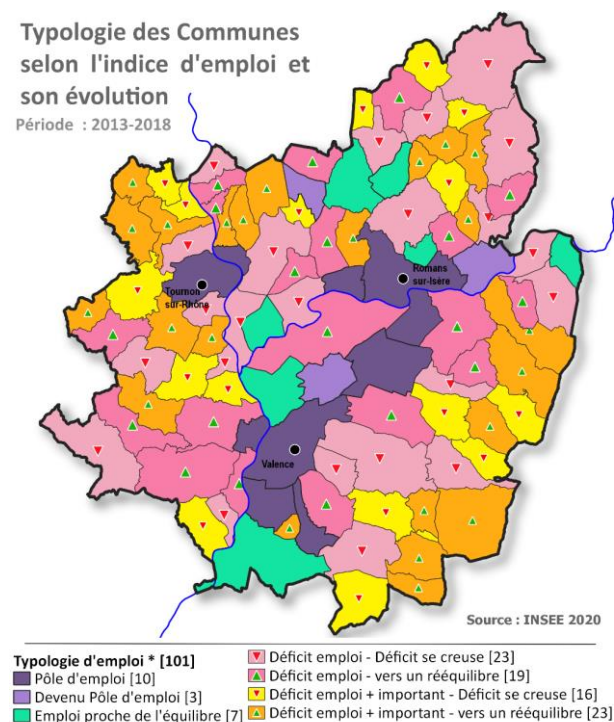 Typologie des Communes
selon l'indice d'emploi et
son évolution
Période : 2013-2018
Romans
sur-Isère
Tournon
sur-Rhône
Valence
Source : INSEE 2020
Typologie d'emploi * [101]
Pôle d'emploi [10]
Devenu Pôle d'emploi [3]
Emploi proche de l'équilibre [7]
Déficit emploi - Déficit se creuse [23]
Déficit emploi - vers un rééquilibre [19]
Déficit emploi + important - Déficit se creuse [16]
Déficit emploi + important - vers un rééquilibre [23]